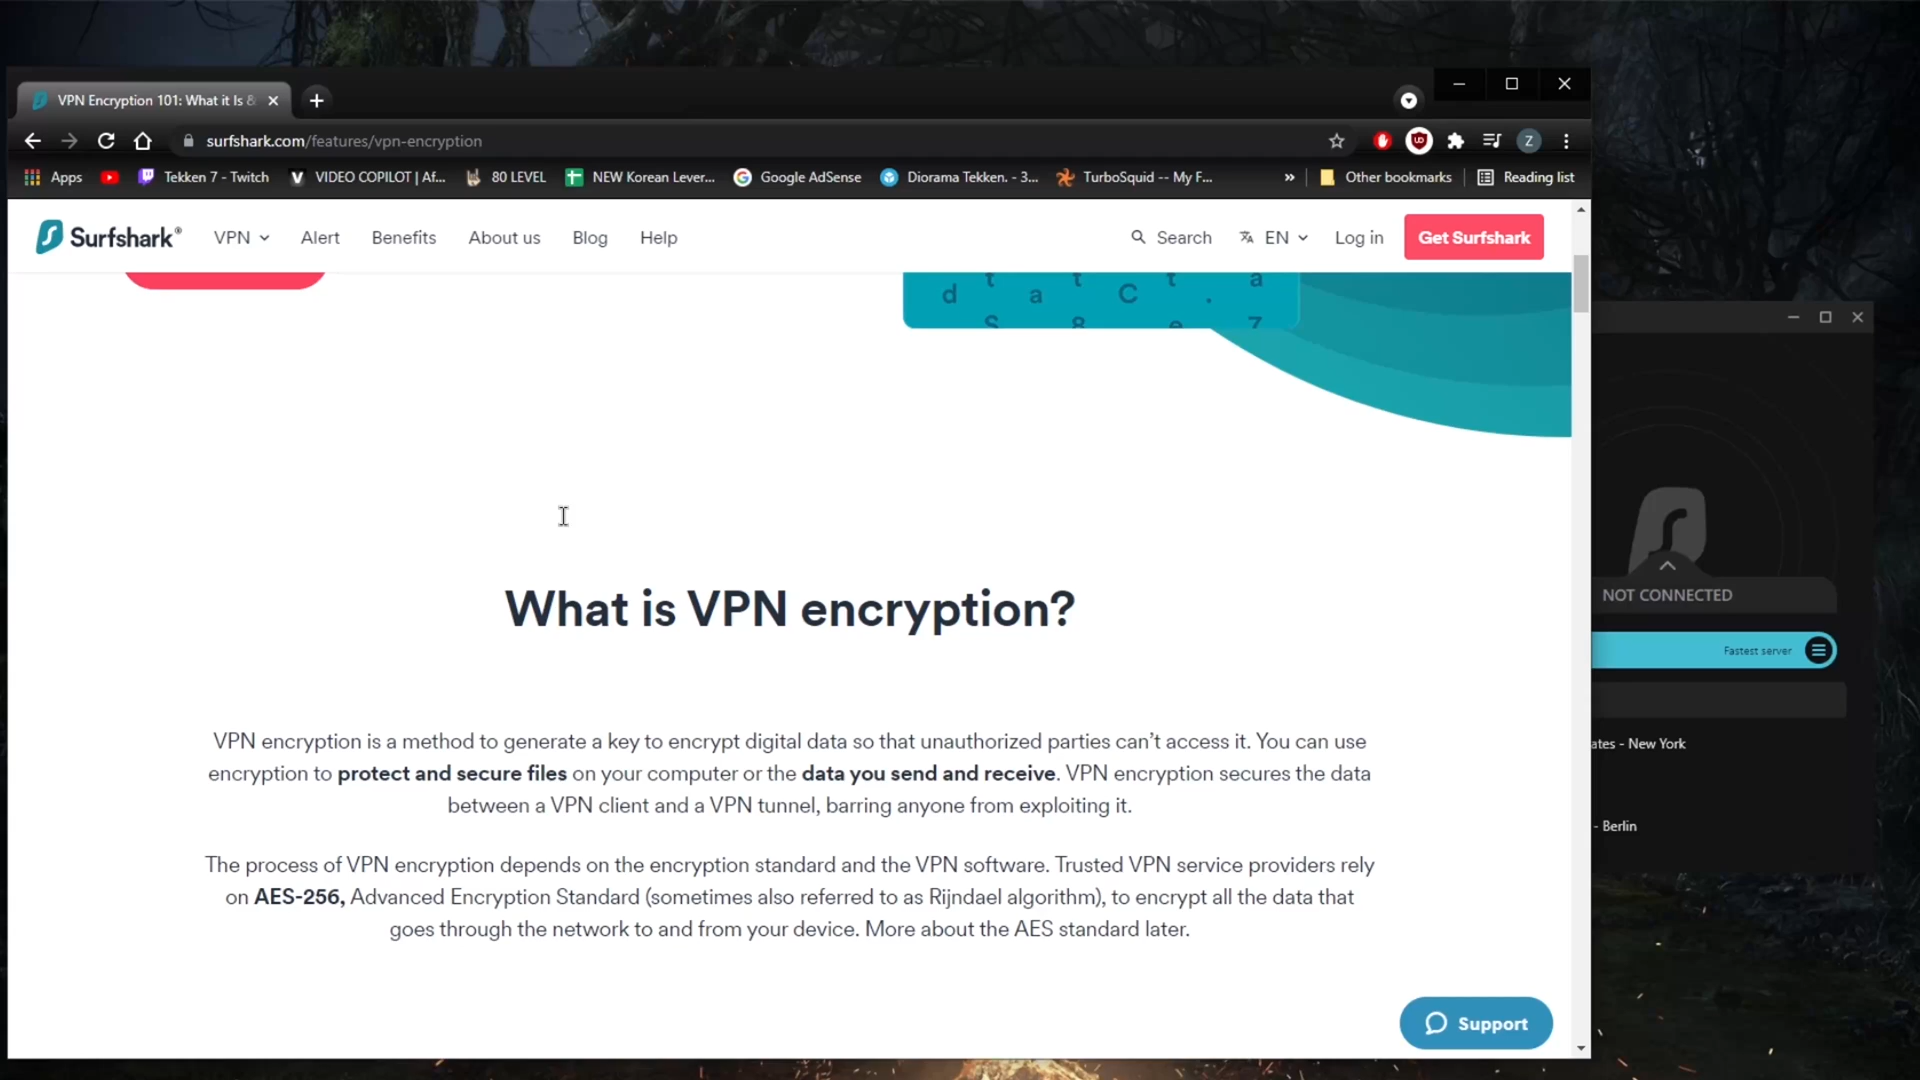 VPN Encryption 101: What it Is &
surfshark.com/features/vpn-encryption
Z
Apps
Tekken 7 - Twitch
VIDEO COPILOT | Af...
80 LEVEL
NEW Korean Lever...
Google AdSense
Diorama Tekken. - 3...
TurboSquid -- My F...
»
Other bookmarks
Reading list
Surfshark®
VPN
Alert
Benefits
About us
Blog
Help
Search
EN
Log in
Get Surfshark
d t a t C t . a
S 8 e 7
What is VPN encryption?
VPN encryption is a method to generate a key to encrypt digital data so that unauthorized parties can’t access it. You can use
encryption to protect and secure files on your computer or the data you send and receive. VPN encryption secures the data
between a VPN client and a VPN tunnel, barring anyone from exploiting it.
The process of VPN encryption depends on the encryption standard and the VPN software. Trusted VPN service providers rely
on AES-256, Advanced Encryption Standard (sometimes also referred to as Rijndael algorithm), to encrypt all the data that
goes through the network to and from your device. More about the AES standard later.
Support
NOT CONNECTED
Fastest server
ates - New York
- Berlin